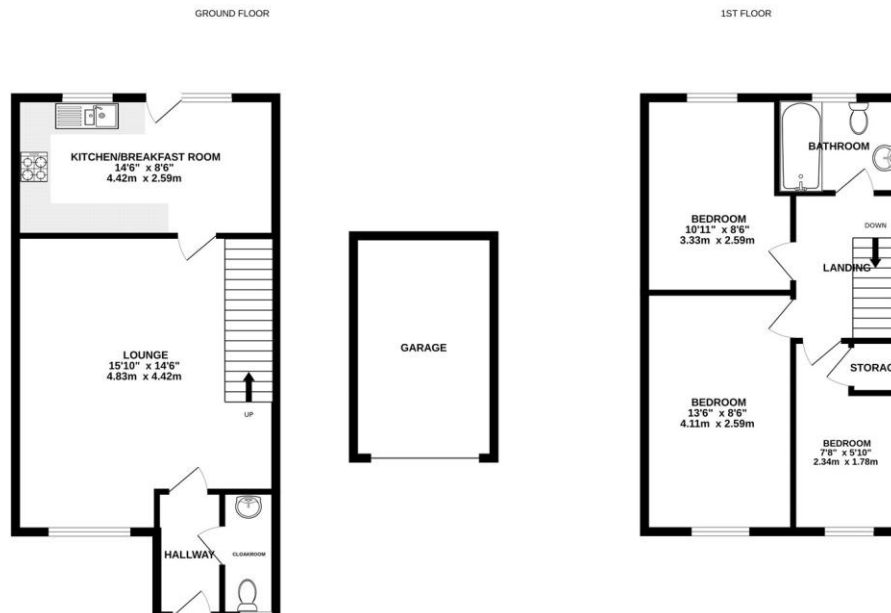 GROUND FLOOR
KITCHEN/BREAKFAST ROOM
14'6" x 8'6"
4.42m x 2.59m
LOUNGE
15'10" x 14'6"
4.83m x 4.42m
UP
HALLWAY
CLOAKROOM
GARAGE
1ST FLOOR
BATHROOM
BEDROOM
10'11" x 8'6"
3.33m x 2.59m
DOWN
LANDING
STORAG
BEDROOM
13'6" x 8'6"
4.11m x 2.59m
BEDROOM
7'8" x 5'10"
2.34m x 1.78m